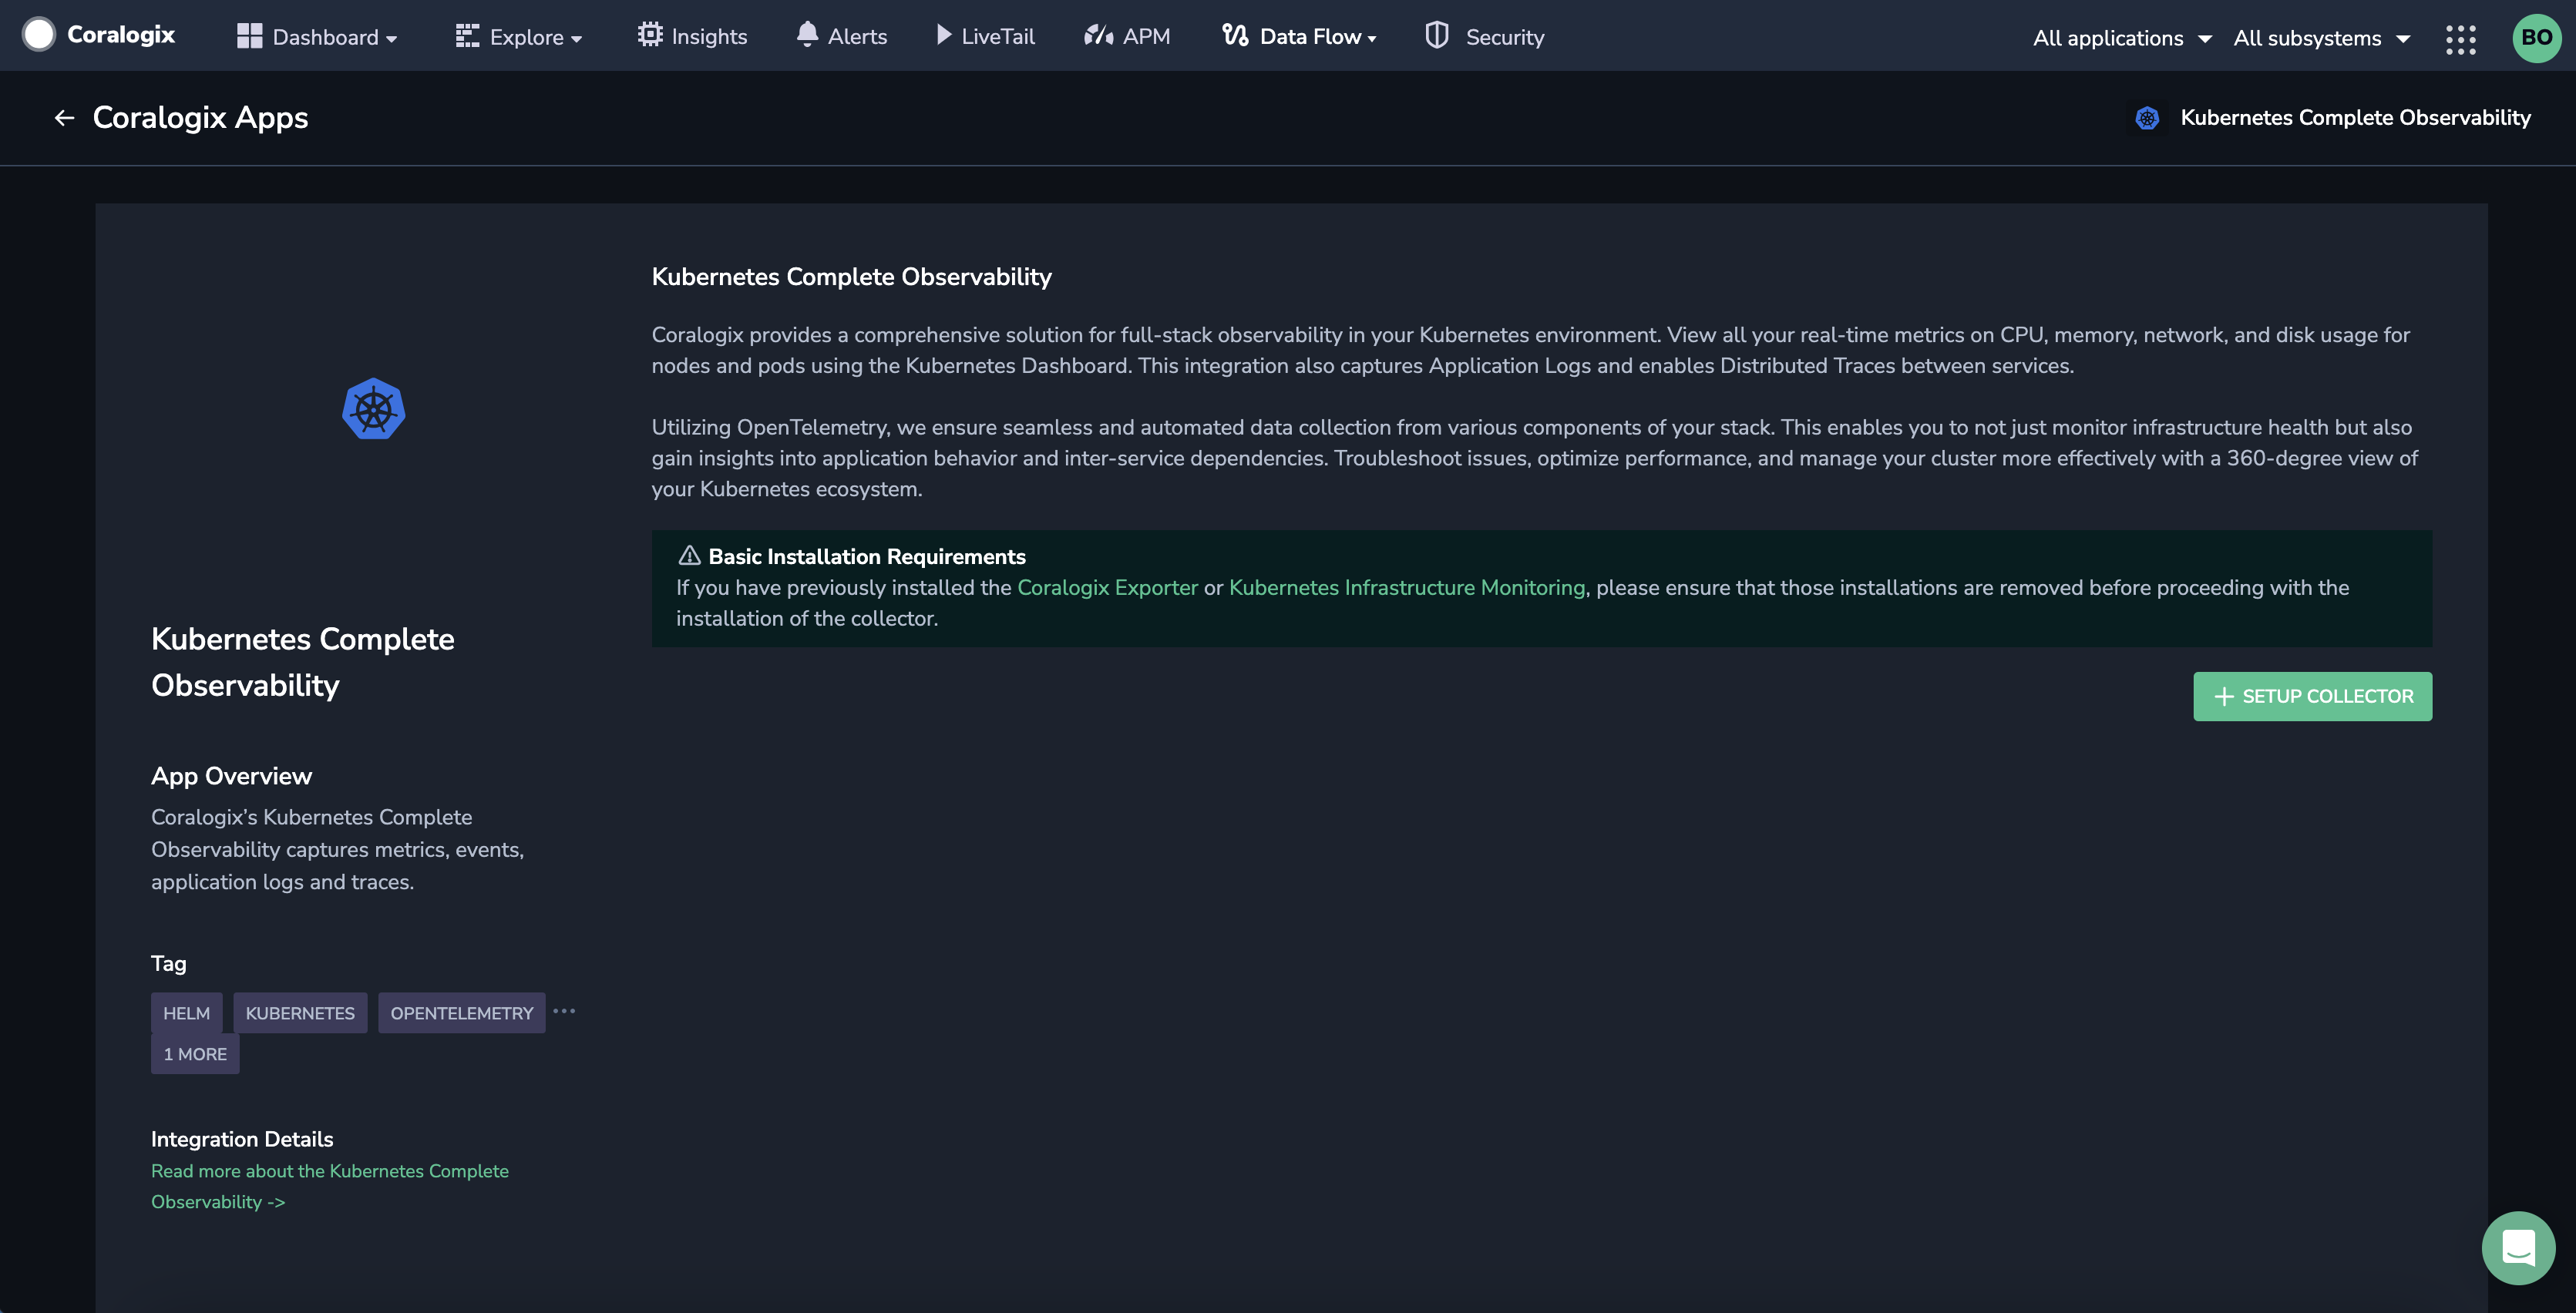 Coralogix Dashboard Explore Insights Alerts LiveTail APM Data Flow Security All applications All subsystems BO
Coralogix Apps Kubernetes Complete Observability
Kubernetes Complete Observability
Coralogix provides a comprehensive solution for full-stack observability in your Kubernetes environment. View all your real-time metrics on CPU, memory, network, and disk usage for
nodes and pods using the Kubernetes Dashboard. This integration also captures Application Logs and enables Distributed Traces between services.
Utilizing OpenTelemetry, we ensure seamless and automated data collection from various components of your stack. This enables you to not just monitor infrastructure health but also
gain insights into application behavior and inter-service dependencies. Troubleshoot issues, optimize performance, and manage your cluster more effectively with a 360-degree view of
your Kubernetes ecosystem.
Basic Installation Requirements
If you have previously installed the Coralogix Exporter or Kubernetes Infrastructure Monitoring, please ensure that those installations are removed before proceeding with the
installation of the collector.
SETUP COLLECTOR
Kubernetes Complete
Observability
App Overview
Coralogix’s Kubernetes Complete
Observability captures metrics, events,
application logs and traces.
Tag
HELM KUBERNETES OPENTELEMETRY ...
1 MORE
Integration Details
Read more about the Kubernetes Complete
Observability ->